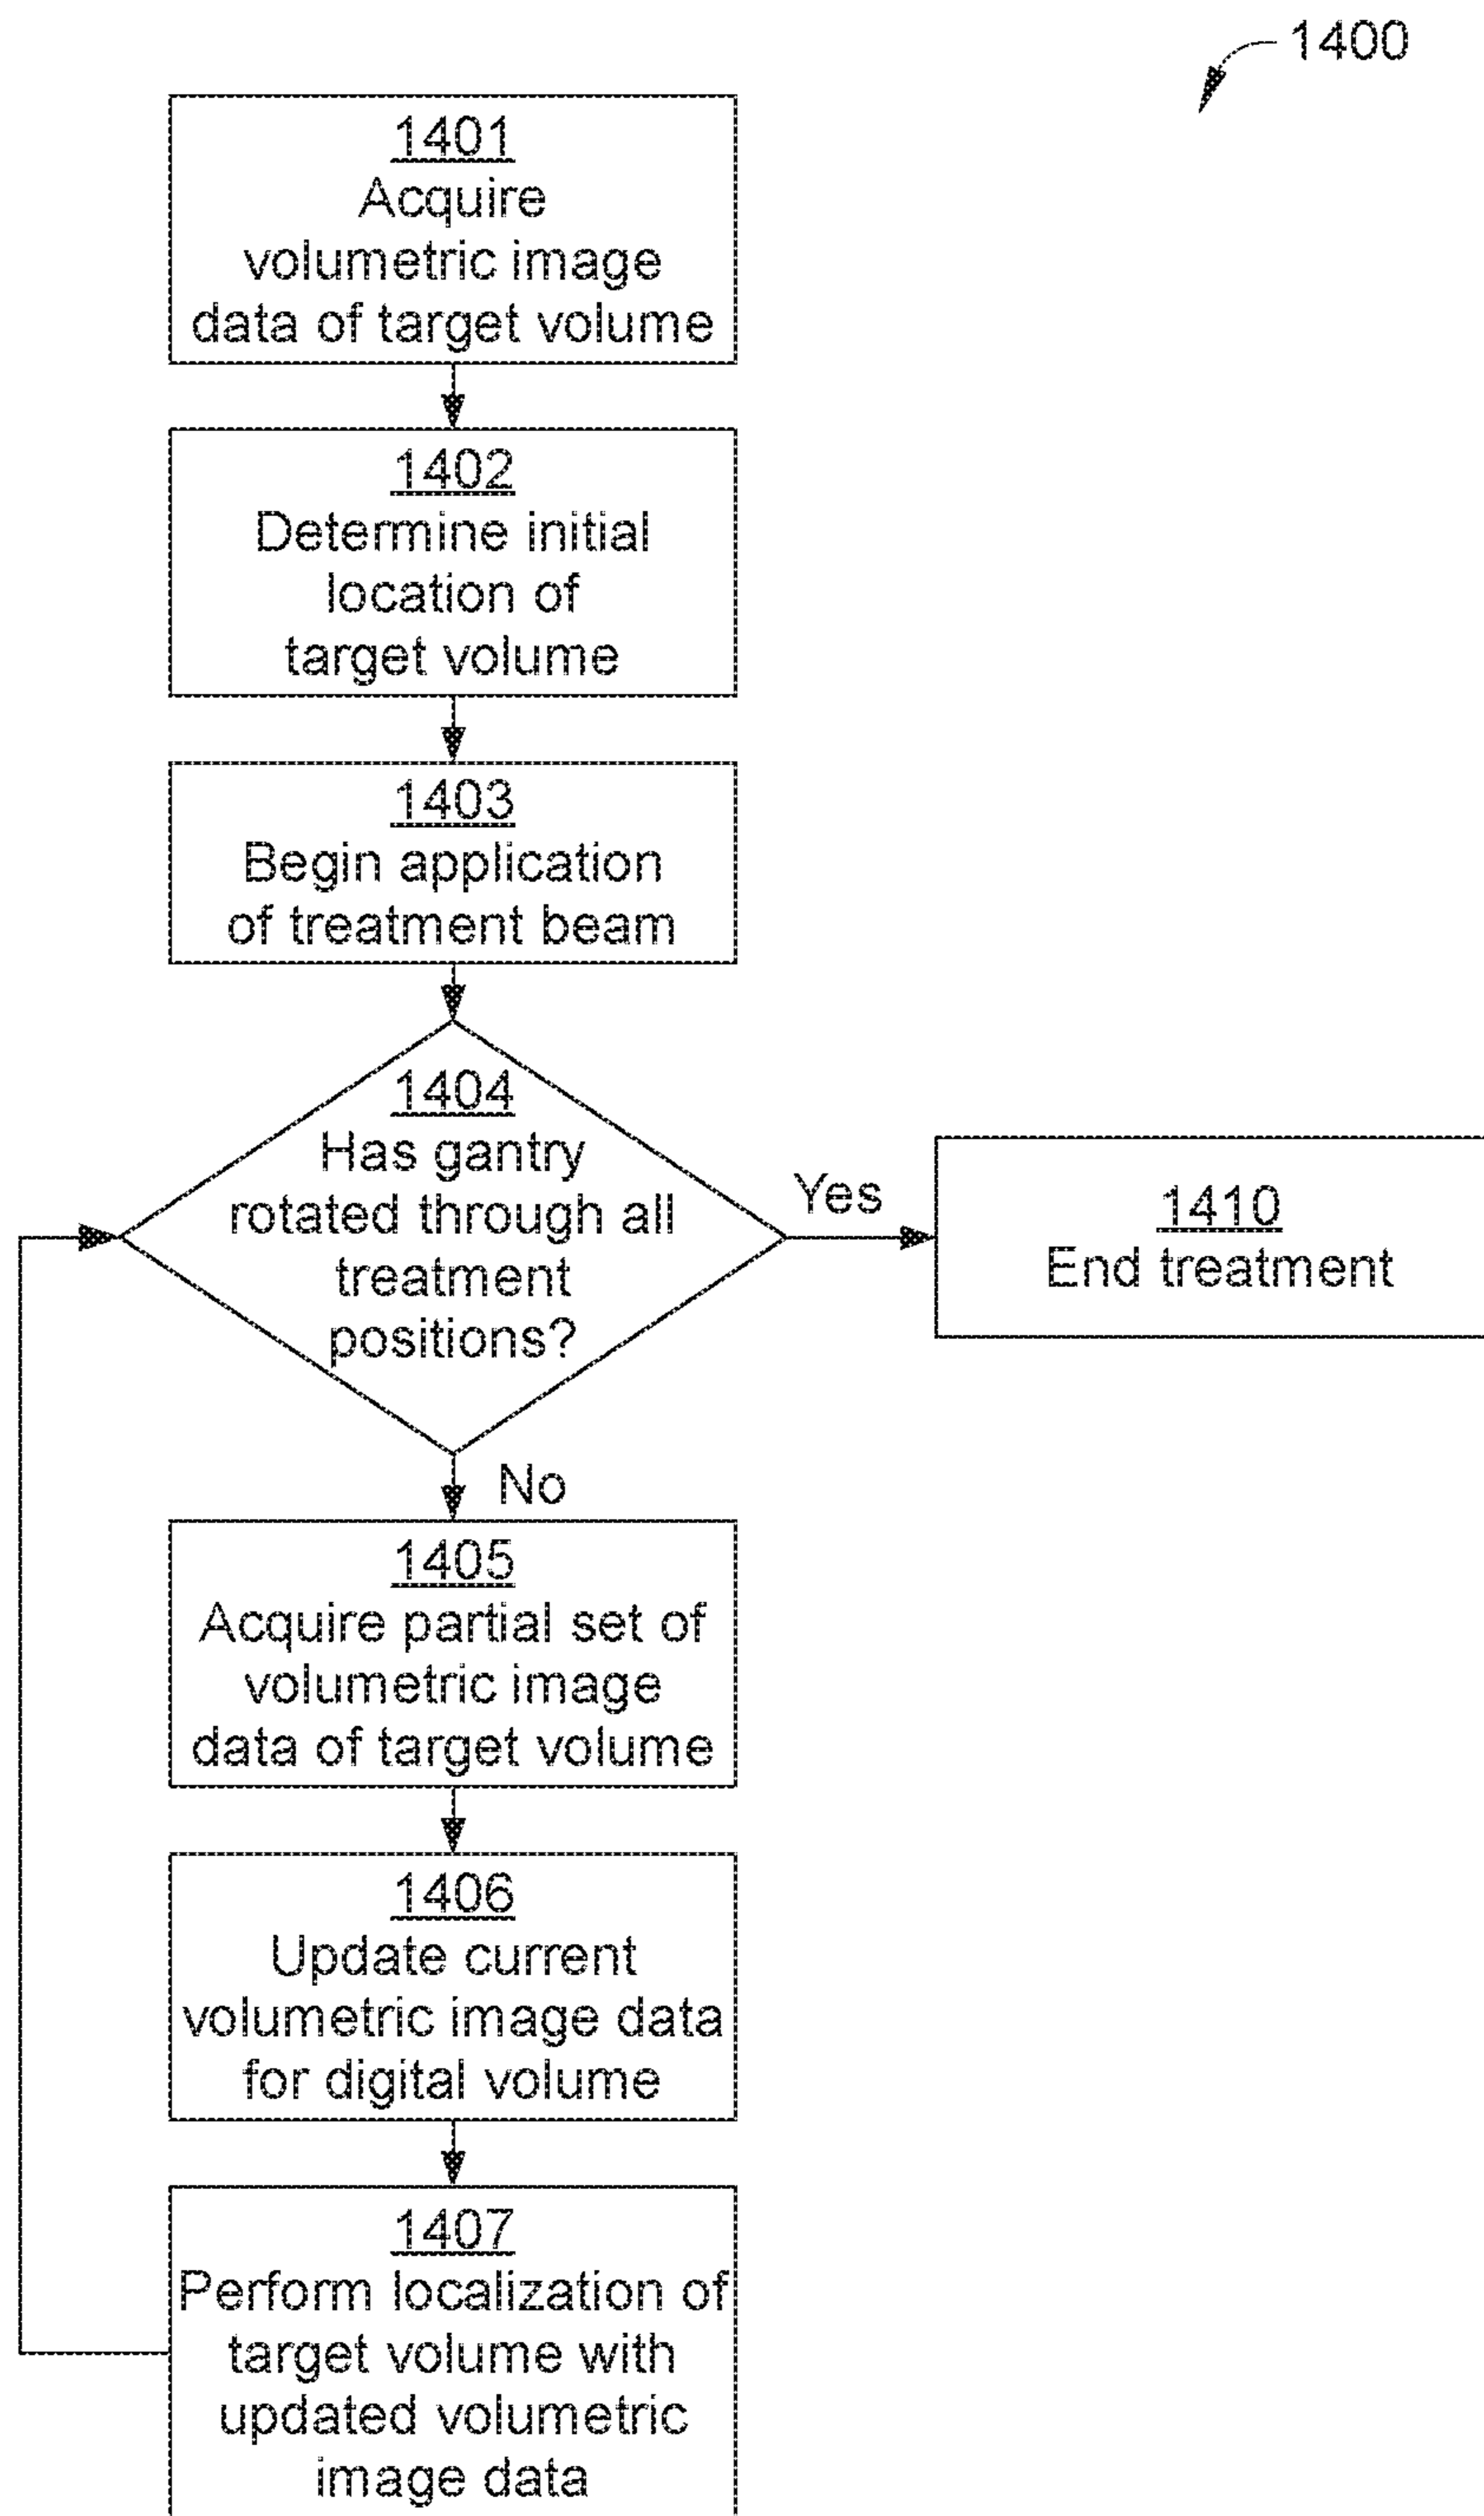 1400
1401
Acquire
volumetric image
data of target volume
1402
Determine initial
location of
target volume
1403
Begin application
of treatment beam
1404
Has gantry
rotated through all
treatment
positions?
Yes
1410
End treatment
No
1405
Acquire partial set of
volumetric image
data of target volume
1406
Update current
volumetric image data
for digital volume
1407
Perform localization of
target volume with
updated volumetric
image data